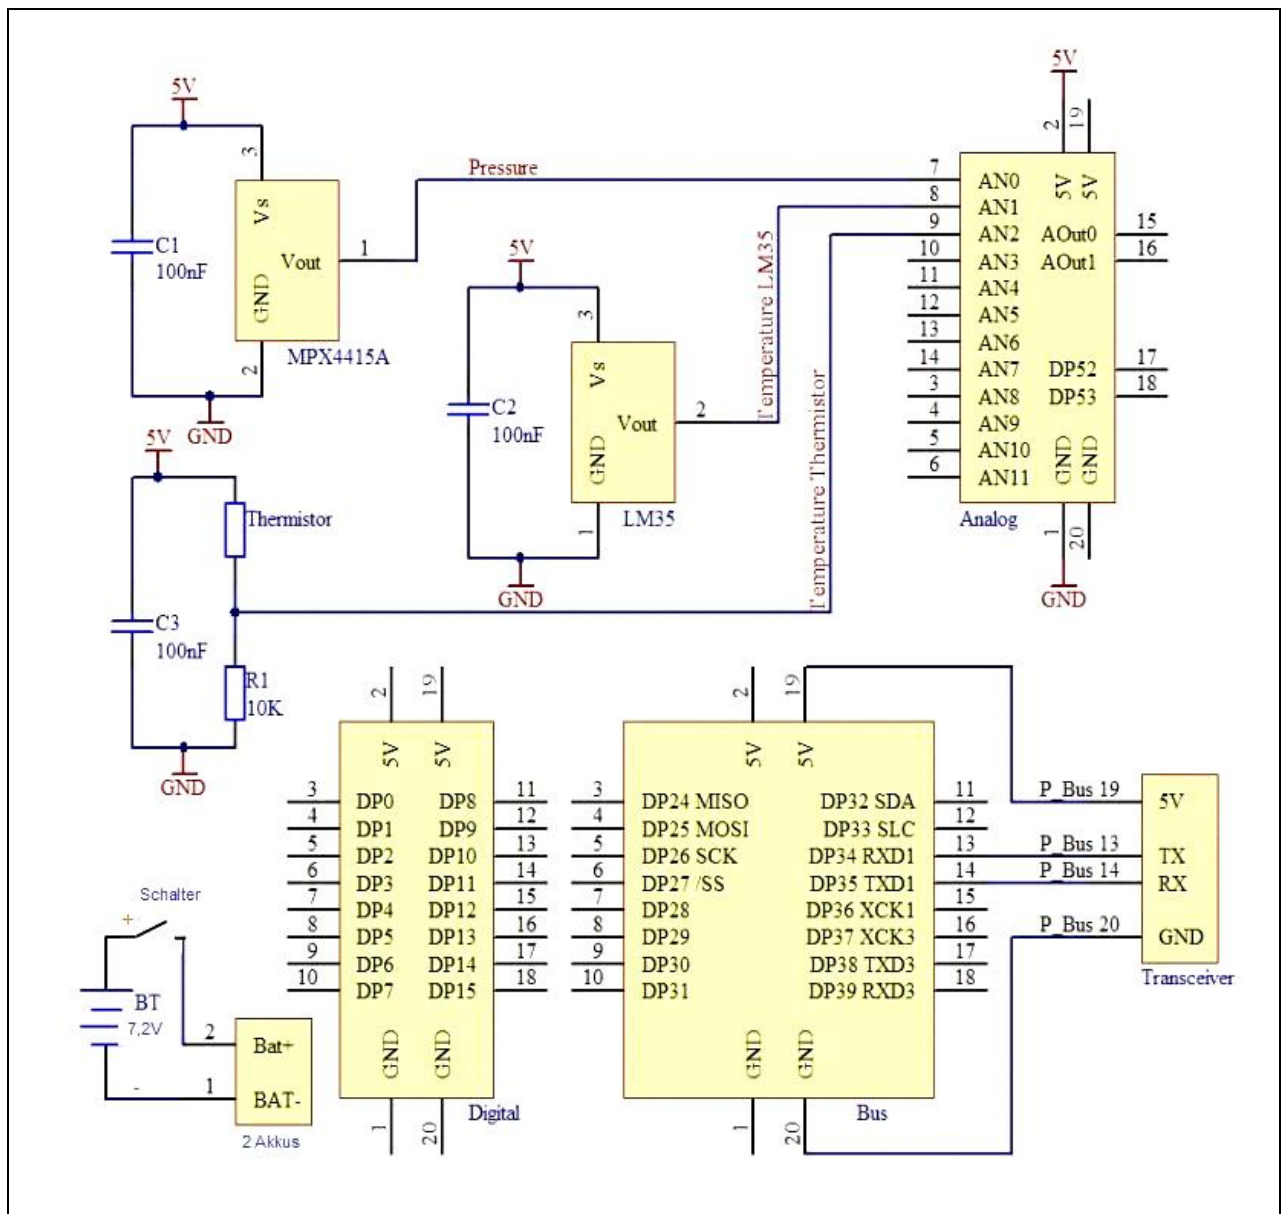 5V
3
Vs
C1
100nF
Vout
1
GND
MPX4415A
2
GND
Pressure
5V
3
Vs
C2
100nF
Vout
2
GND
LM35
1
GND
Temperature LM35
Temperature Thermistor
5V
2
19
7
AN0
5V
5V
8
AN1
9
AN2
AOut0
15
10
AN3
AOut1
16
11
AN4
12
AN5
13
AN6
14
AN7
DP52
17
3
AN8
DP53
18
4
AN9
5
AN10
6
AN11
GND
GND
Analog
1
20
GND
5V
Thermistor
C3
100nF
R1
10K
GND
2
19
5V
5V
3
DP0
DP8
11
4
DP1
DP9
12
5
DP2
DP10
13
6
DP3
DP11
14
7
DP4
DP12
15
8
DP5
DP13
16
9
DP6
DP14
17
10
DP7
DP15
18
GND
GND
Digital
1
20
2
19
5V
5V
3
DP24 MISO
DP32 SDA
11
4
DP25 MOSI
DP33 SLC
12
5
DP26 SCK
DP34 RXD1
13
6
DP27 /SS
DP35 TXD1
14
7
DP28
DP36 XCK1
15
8
DP29
DP37 XCK3
16
9
DP30
DP38 TXD3
17
10
DP31
DP39 RXD3
18
GND
GND
Bus
1
20
P_Bus 19
5V
P_Bus 13
TX
P_Bus 14
RX
P_Bus 20
GND
Transceiver
Schalter
+
BT
7,2V
-
2
Bat+
1
BAT-
2 Akkus